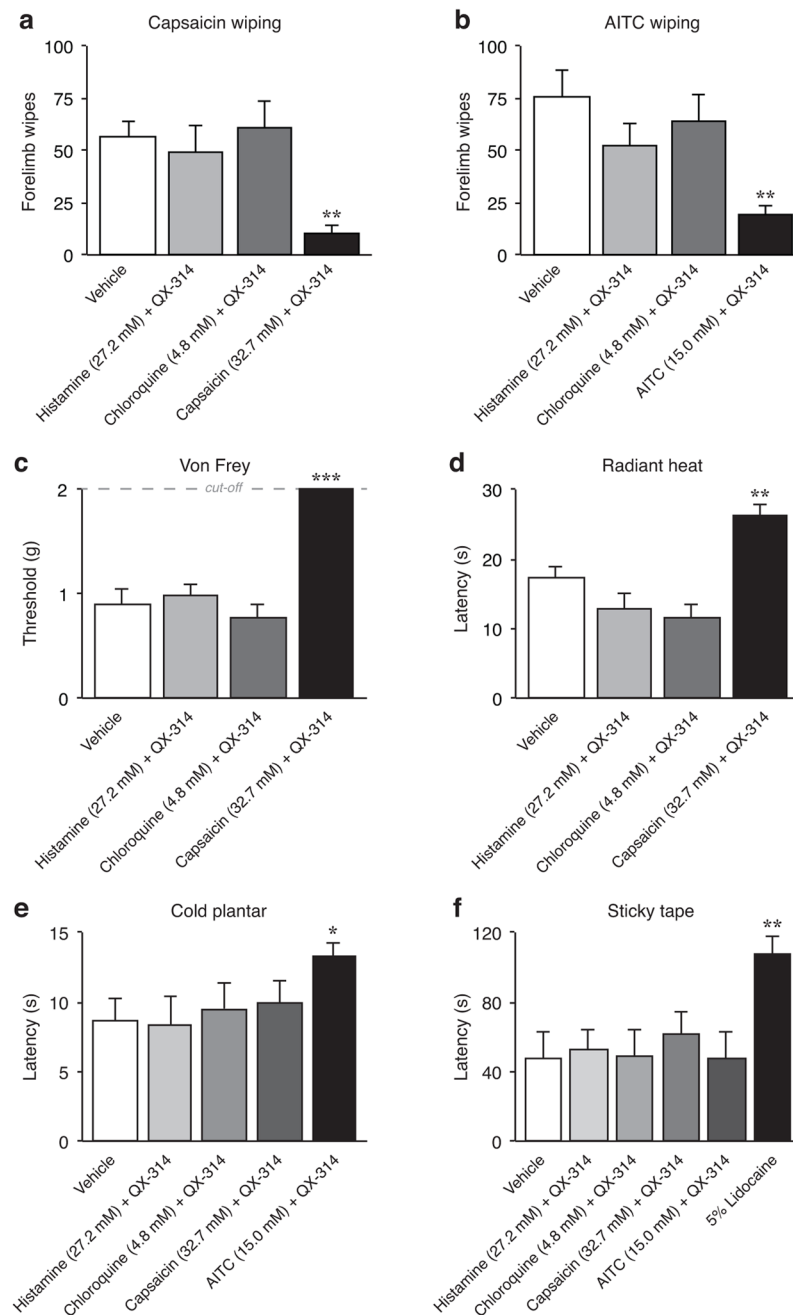 a
Capsaicin wiping
Forelimb wipes
100
75
50
25
0
**
Vehicle
Histamine (27.2 mM) + QX-314
Chloroquine (4.8 mM) + QX-314
Capsaicin (32.7 mM) + QX-314
b
AITC wiping
Forelimb wipes
100
75
50
25
0
**
Vehicle
Histamine (27.2 mM) + QX-314
Chloroquine (4.8 mM) + QX-314
AITC (15.0 mM) + QX-314
c
Von Frey
Threshold (g)
2
1
0
cut-off
***
Vehicle
Histamine (27.2 mM) + QX-314
Chloroquine (4.8 mM) + QX-314
Capsaicin (32.7 mM) + QX-314
d
Radiant heat
Latency (s)
30
20
10
0
**
Vehicle
Histamine (27.2 mM) + QX-314
Chloroquine (4.8 mM) + QX-314
Capsaicin (32.7 mM) + QX-314
e
Cold plantar
Latency (s)
15
10
5
0
*
Vehicle
Histamine (27.2 mM) + QX-314
Chloroquine (4.8 mM) + QX-314
Capsaicin (32.7 mM) + QX-314
AITC (15.0 mM) + QX-314
f
Sticky tape
Latency (s)
120
80
40
0
**
Vehicle
Histamine (27.2 mM) + QX-314
Chloroquine (4.8 mM) + QX-314
Capsaicin (32.7 mM) + QX-314
AITC (15.0 mM) + QX-314
5% Lidocaine